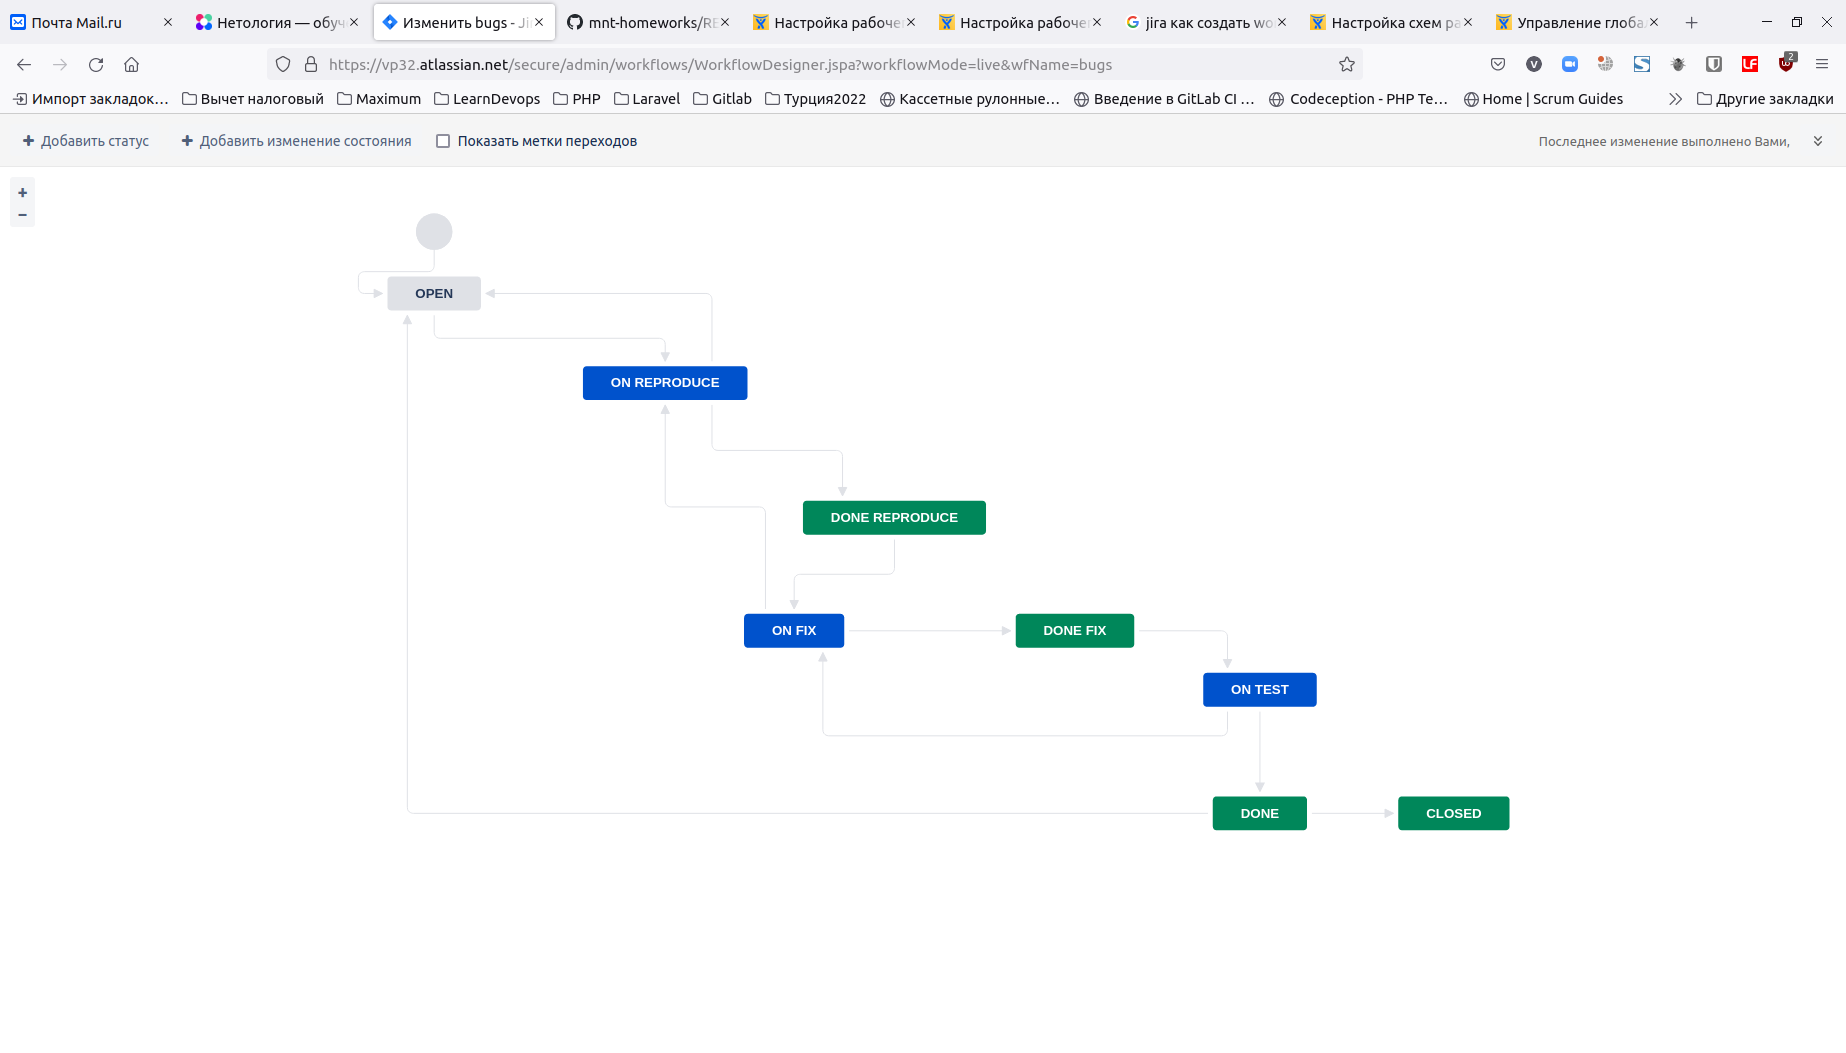 Почта Mail.ru
Нетология — обуч
Изменить bugs - Ji
mnt-homeworks/RE
Настройка рабоче
Настройка рабоче
jira как создать wo
Настройка схем ра
Управление глоба
https://vp32.atlassian.net/secure/admin/workflows/WorkflowDesigner.jspa?workflowMode=live&wfName=bugs
2
Импорт закладок…
Вычет налоговый
Maximum
LearnDevops
PHP
Laravel
Gitlab
Турция2022
Кассетные рулонные…
Введение в GitLab CI …
Codeception - PHP Te…
Home | Scrum Guides
Другие закладки
+ Добавить статус
+ Добавить изменение состояния
Показать метки переходов
Последнее изменение выполнено Вами,
+
−
OPEN
ON REPRODUCE
DONE REPRODUCE
ON FIX
DONE FIX
ON TEST
DONE
CLOSED